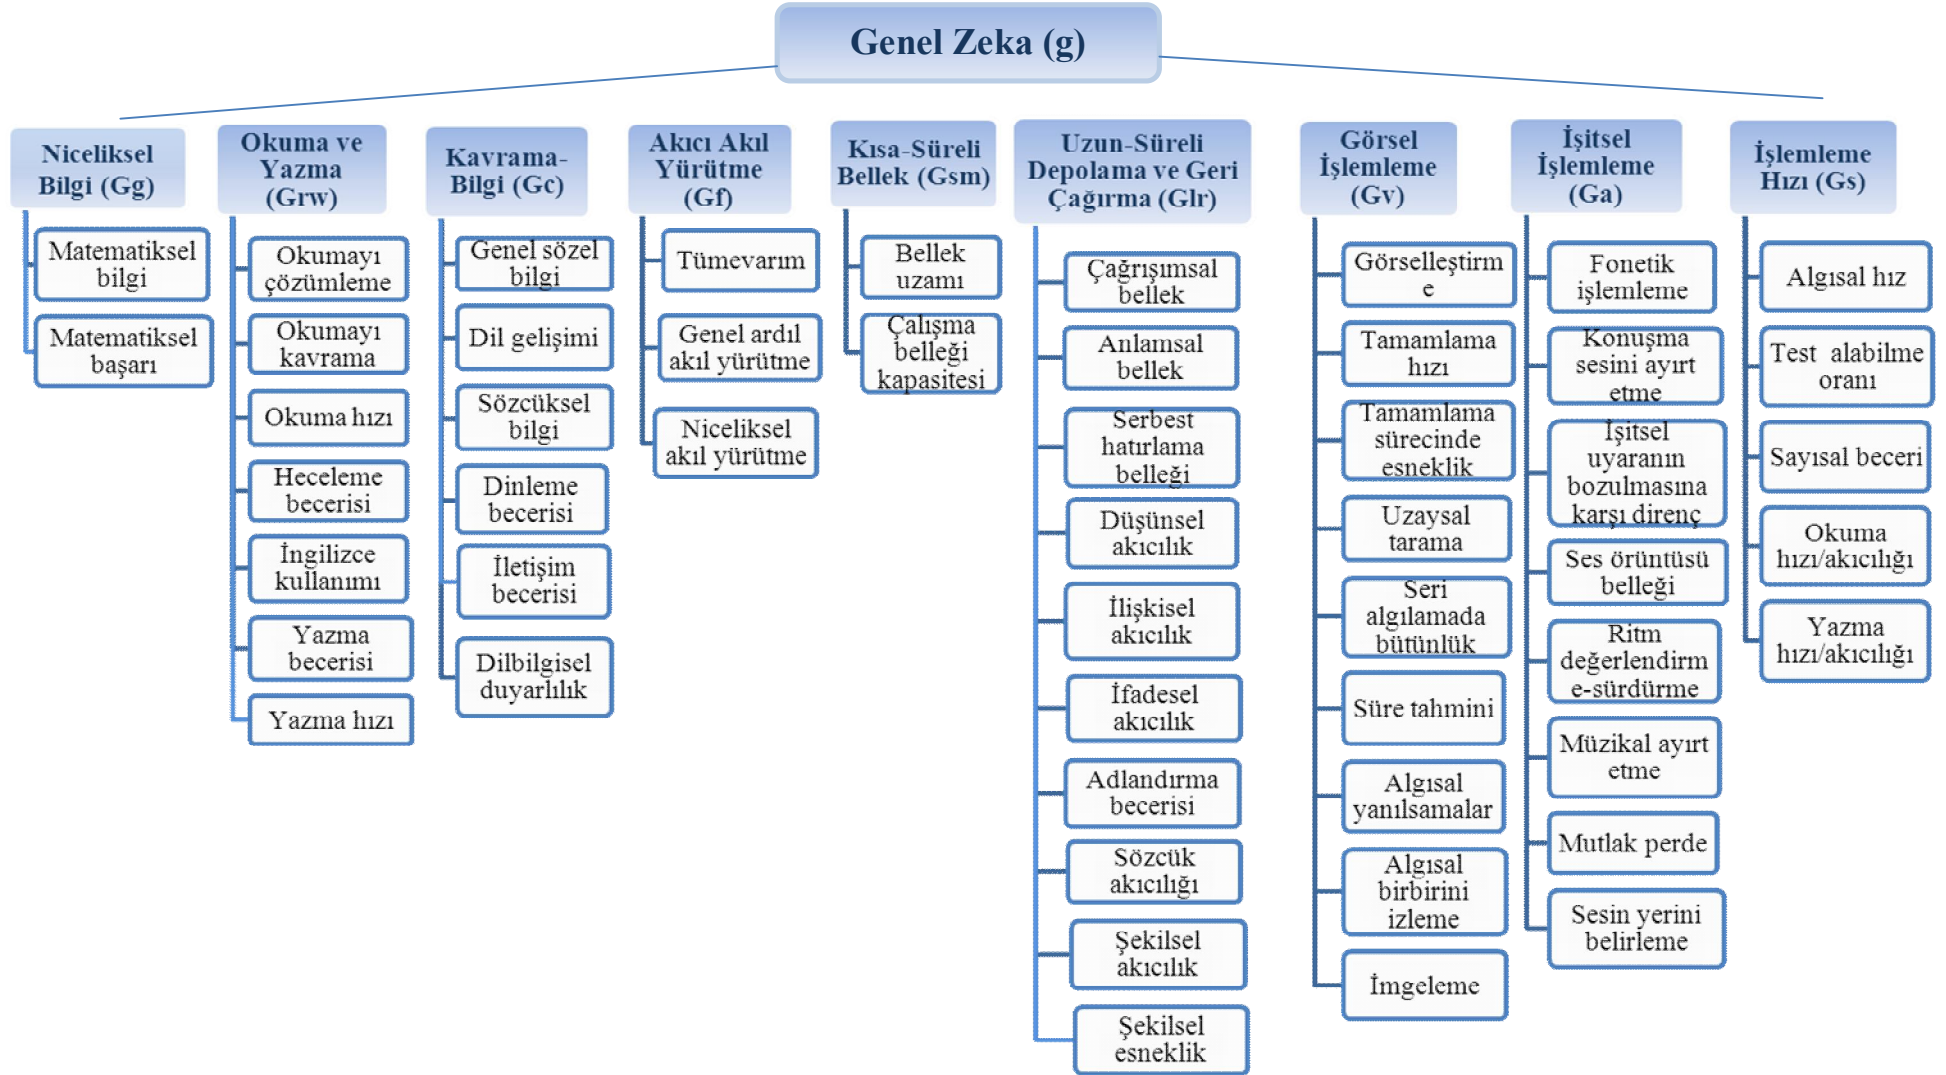 Genel Zeka (g)
Niceliksel
Bilgi (Gg)
Matematiksel
bilgi
Matematiksel
başarı
Okuma ve
Yazma
(Grw)
Okumayı
çözümleme
Okumayı
kavrama
Okuma hızı
Heceleme
becerisi
İngilizce
kullanımı
Yazma
becerisi
Yazma hızı
Kavrama-
Bilgi (Gc)
Genel sözel
bilgi
Dil gelişimi
Sözcüksel
bilgi
Dinleme
becerisi
İletişim
becerisi
Dilbilgisel
duyarlılık
Akıcı Akıl
Yürütme
(Gf)
Tümevarım
Genel ardıl
akıl yürütme
Niceliksel
akıl yürütme
Kısa-Süreli
Bellek (Gsm)
Bellek
uzamı
Çalışma
belleği
kapasitesi
Uzun-Süreli
Depolama ve Geri
Çağırma (Glr)
Çağrışımsal
bellek
Anlamsal
bellek
Serbest
hatırlama
belleği
Düşünsel
akıcılık
İlişkisel
akıcılık
İfadesel
akıcılık
Adlandırma
becerisi
Sözcük
akıcılığı
Şekilsel
akıcılık
Şekilsel
esneklik
Görsel
İşlemleme
(Gv)
Görselleştirm
e
Tamamlama
hızı
Tamamlama
sürecinde
esneklik
Uzaysal
tarama
Seri
algılamada
bütünlük
Süre tahmini
Algısal
yanılsamalar
Algısal
birbirini
izleme
İmgeleme
İşitsel
İşlemleme
(Ga)
Fonetik
işlemleme
Konuşma
sesini ayırt
etme
İşitsel
uyaranın
bozulmasına
karşı direnç
Ses örüntüsü
belleği
Ritm
değerlendirm
e-sürdürme
Müzikal ayırt
etme
Mutlak perde
Sesin yerini
belirleme
İşlemleme
Hızı (Gs)
Algısal hız
Test alabilme
oranı
Sayısal beceri
Okuma
hızı/akıcılığı
Yazma
hızı/akıcılığı